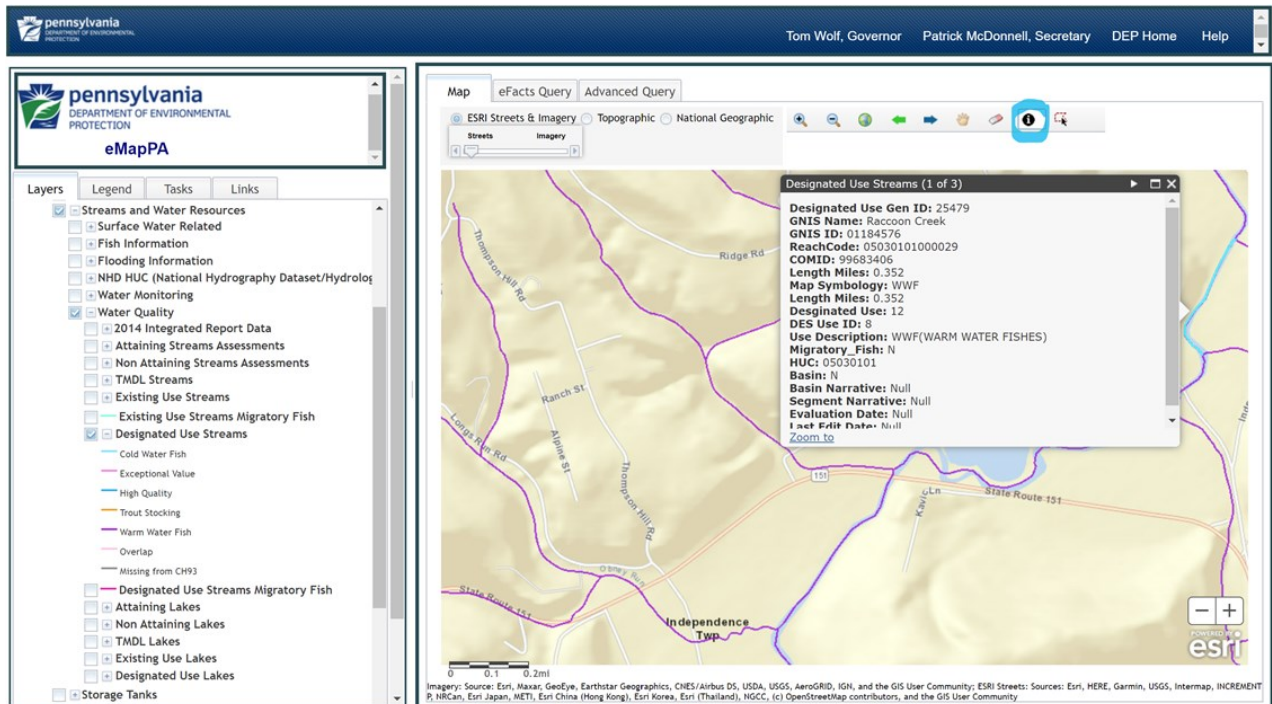 pennsylvania
DEPARTMENT OF ENVIRONMENTAL
PROTECTION
Tom Wolf, Governor Patrick McDonnell, Secretary DEP Home Help
pennsylvania
DEPARTMENT OF ENVIRONMENTAL
PROTECTION
eMapPA
Layers Legend Tasks Links
Streams and Water Resources
Surface Water Related
Fish Information
Flooding Information
NHD HUC (National Hydrography Dataset/Hydrolog
Water Monitoring
Water Quality
2014 Integrated Report Data
Attaining Streams Assessments
Non Attaining Streams Assessments
TMDL Streams
Existing Use Streams
Existing Use Streams Migratory Fish
Designated Use Streams
Cold Water Fish
Exceptional Value
High Quality
Trout Stocking
Warm Water Fish
Overlap
Missing from CH93
Designated Use Streams Migratory Fish
Attaining Lakes
Non Attaining Lakes
TMDL Lakes
Existing Use Lakes
Designated Use Lakes
Storage Tanks
Map eFacts Query Advanced Query
ESRI Streets & Imagery Topographic National Geographic
Streets Imagery
Designated Use Streams (1 of 3)
Designated Use Gen ID: 25479
GNIS Name: Raccoon Creek
GNIS ID: 01184576
ReachCode: 05030101000029
COMID: 99683406
Length Miles: 0.352
Map Symbology: WWF
Length Miles: 0.352
Desginated Use: 12
DES Use ID: 8
Use Description: WWF(WARM WATER FISHES)
Migratory_Fish: N
HUC: 05030101
Basin: N
Basin Narrative: Null
Segment Narrative: Null
Evaluation Date: Null
Last Edit Date: Null
Zoom to
Thompson Hill Rd
Ridge Rd
Ranch St
Alpine St
Longs Run Rd
Thompson Hill Rd
151
Kavic Ln
State Route 151
Obney Run
State Route 151
Independence
Twp
0 0.1 0.2mi
POWERED BY
esri
Imagery: Source: Esri, Maxar, GeoEye, Earthstar Geographics, CNES/Airbus DS, USDA, USGS, AeroGRID, IGN, and the GIS User Community; ESRI Streets: Sources: Esri, HERE, Garmin, USGS, Intermap, INCREMENT
P, NRCan, Esri Japan, METI, Esri China (Hong Kong), Esri Korea, Esri (Thailand), NGCC, (c) OpenStreetMap contributors, and the GIS User Community